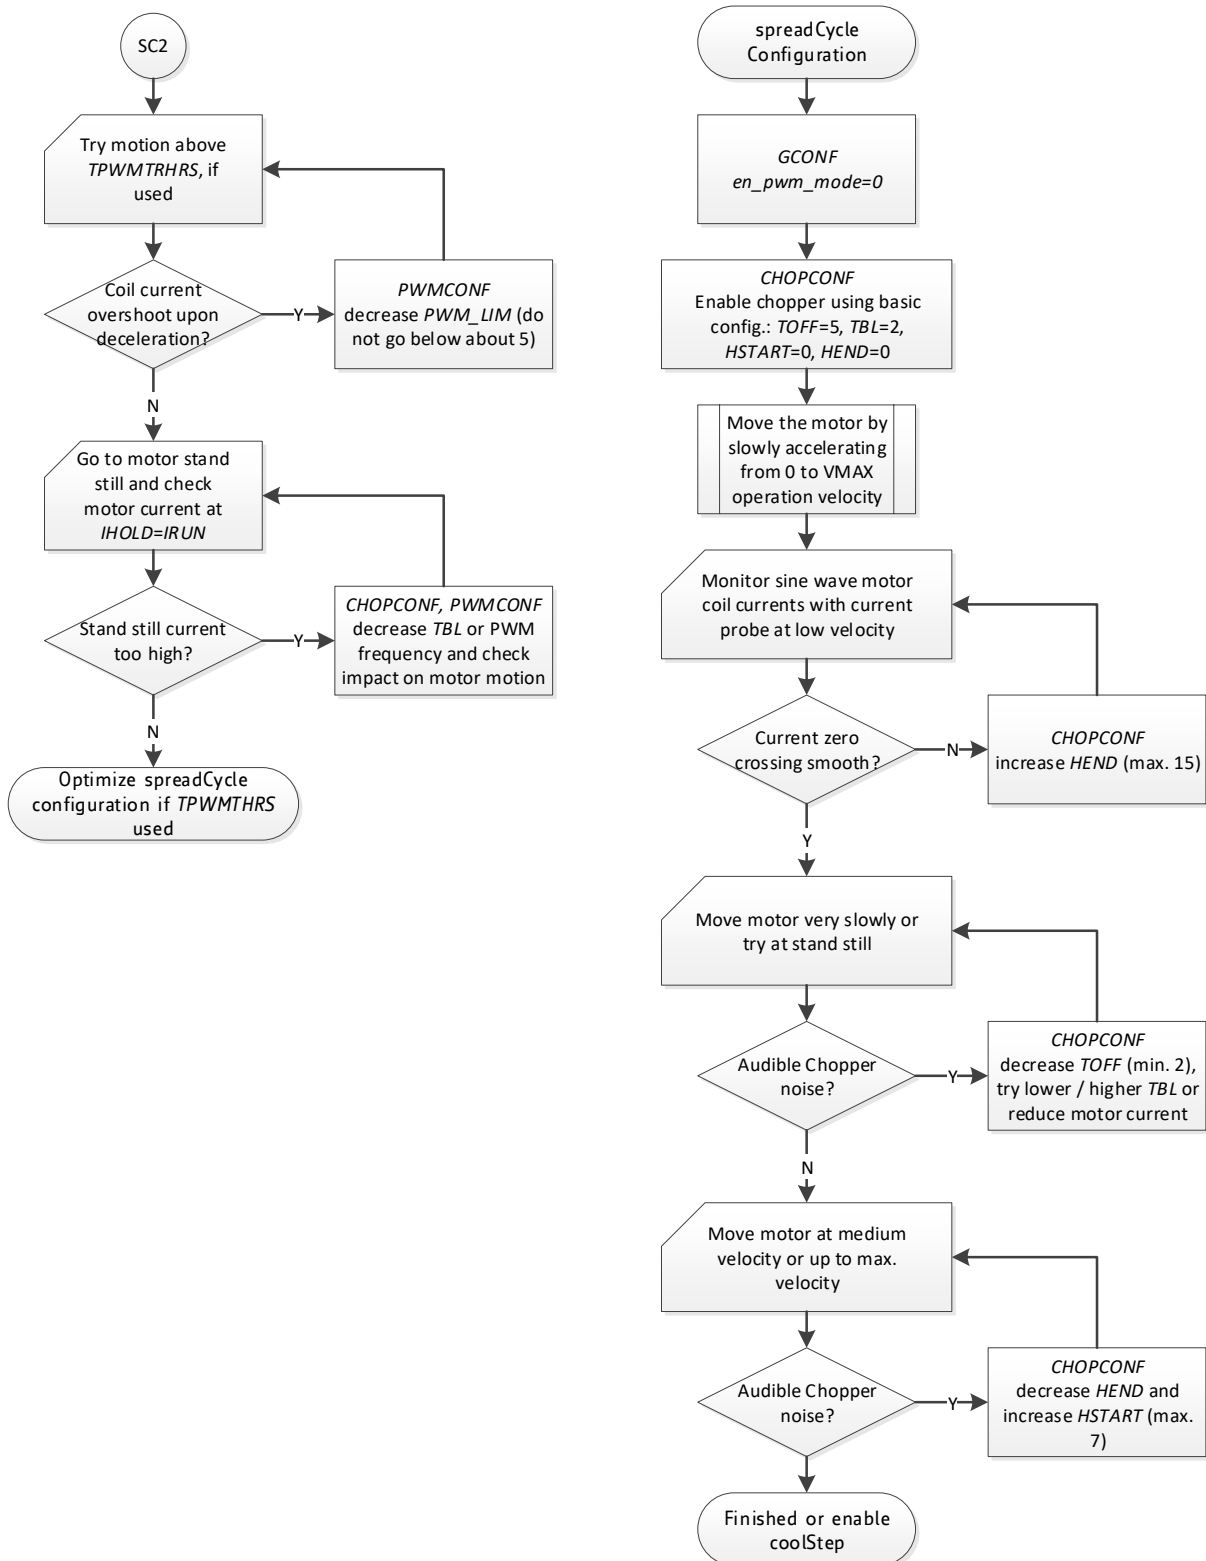 SC2
Try motion above
TPWMTRHRS, if
used
Coil current
overshoot upon
deceleration?
Y
PWMCONF
decrease PWM_LIM (do
not go below about 5)
N
Go to motor stand
still and check
motor current at
IHOLD=IRUN
Stand still current
too high?
Y
CHOPCONF, PWMCONF
decrease TBL or PWM
frequency and check
impact on motor motion
N
Optimize spreadCycle
configuration if TPWMTHRS
used
spreadCycle
Configuration
GCONF
en_pwm_mode=0
CHOPCONF
Enable chopper using basic
config.: TOFF=5, TBL=2,
HSTART=0, HEND=0
Move the motor by
slowly accelerating
from 0 to VMAX
operation velocity
Monitor sine wave motor
coil currents with current
probe at low velocity
Current zero
crossing smooth?
N
CHOPCONF
increase HEND (max. 15)
Y
Move motor very slowly or
try at stand still
Audible Chopper
noise?
Y
CHOPCONF
decrease TOFF (min. 2),
try lower / higher TBL or
reduce motor current
N
Move motor at medium
velocity or up to max.
velocity
Audible Chopper
noise?
Y
CHOPCONF
decrease HEND and
increase HSTART (max.
7)
Finished or enable
coolStep